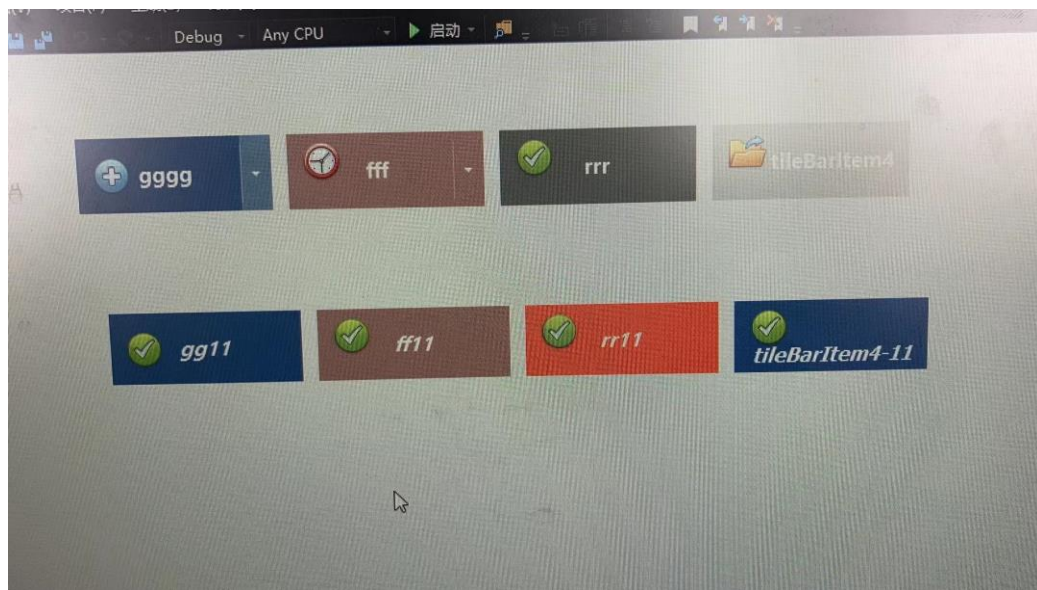 Debug Any CPU 启动
gggg fff rrr tileBarItem4
gg11 ff11 rr11 tileBarItem4-11